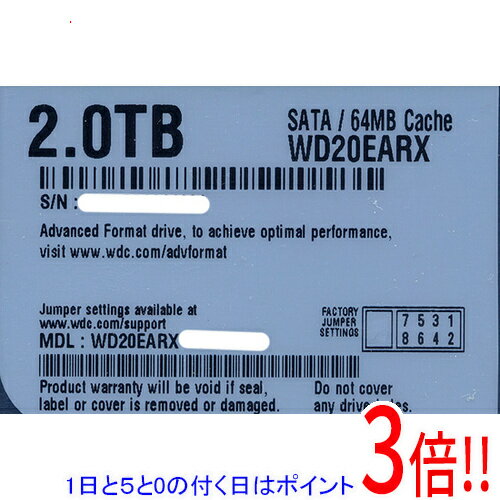 2.0TB
SATA / 64MB Cache
WD20EARX
S/N :
Advanced Format drive, to achieve optimal performance,
visit www.wdc.com/advformat
Jumper settings available at
www.wdc.com/support
MDL : WD20EARX
FACTORY
JUMPER
SETTINGS
7 5 3 1
8 6 4 2
Product warranty will be void if seal,
label or cover is removed or damaged.
Do not cover
any drive
1日と5と0の付く日はポイント
3倍!!